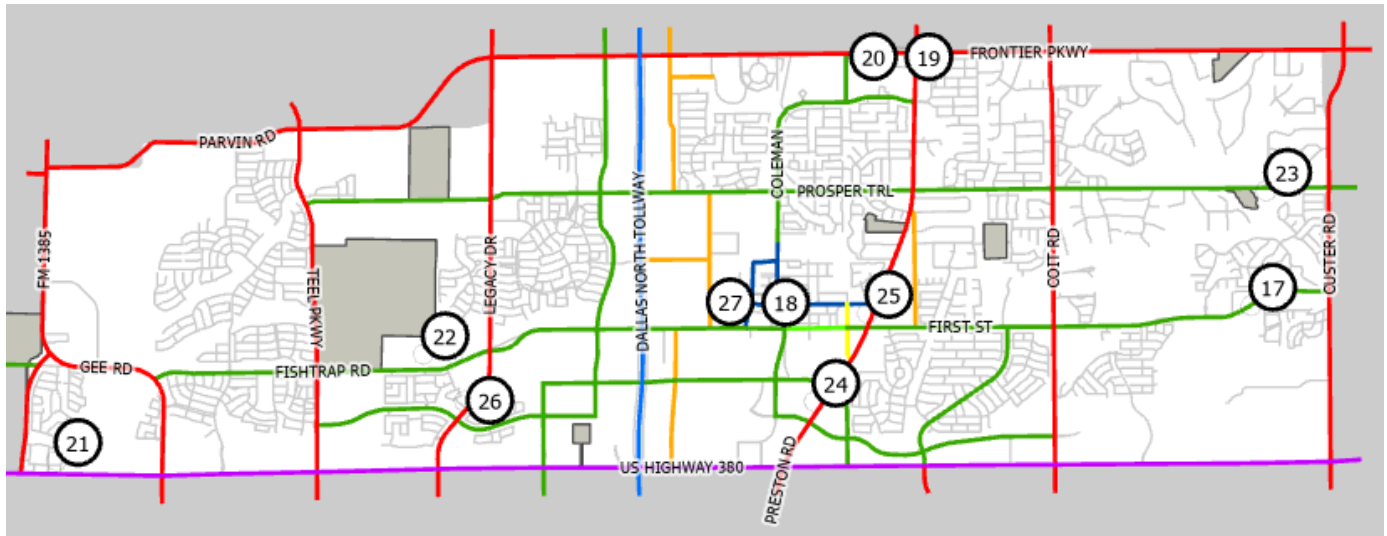 20
19
FRONTIER PKWY
PARVIN RD
COLEMAN
23
PROSPER TRL
DALLAS NORTH TOLLWAY
FM 1385
TEEL PKWY
LEGACY DR
COIT RD
CUSTER RD
17
27
18
25
22
FIRST ST
GEE RD
FISHTRAP RD
24
26
21
PRESTON RD
US HIGHWAY 380